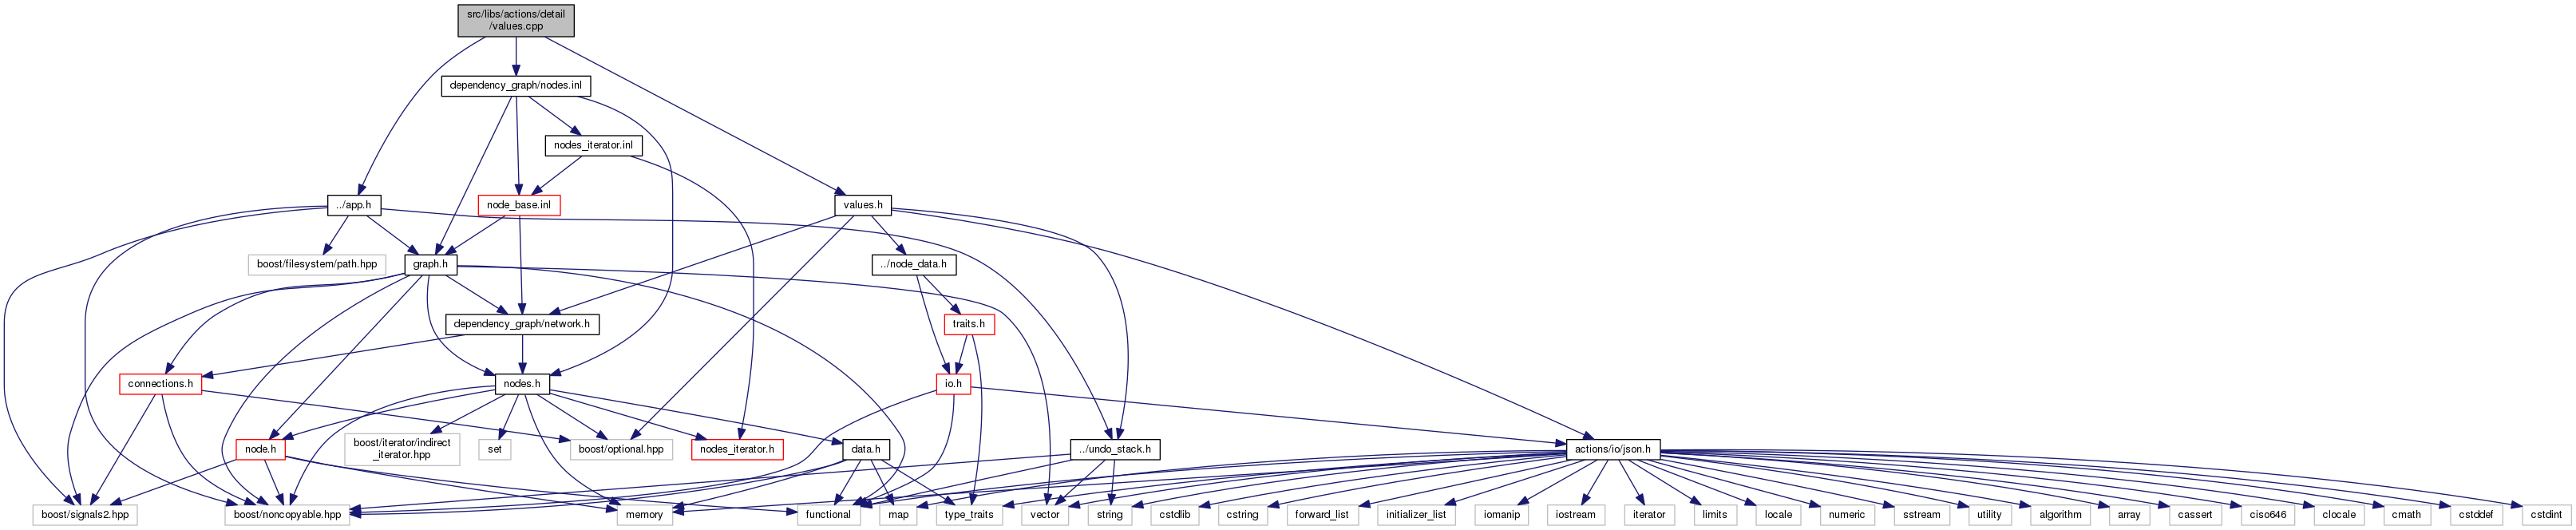 src/libs/actions/detail
/values.cpp
dependency_graph/nodes.inl
nodes_iterator.inl
../app.h
node_base.inl
values.h
boost/filesystem/path.hpp
graph.h
../node_data.h
dependency_graph/network.h
traits.h
connections.h
nodes.h
io.h
boost/iterator/indirect
_iterator.hpp
node.h
set
boost/optional.hpp
nodes_iterator.h
data.h
../undo_stack.h
actions/io/json.h
boost/signals2.hpp
boost/noncopyable.hpp
memory
functional
map
type_traits
vector
string
cstdlib
cstring
forward_list
initializer_list
iomanip
iostream
iterator
limits
locale
numeric
sstream
utility
algorithm
array
cassert
ciso646
clocale
cmath
cstddef
cstdint